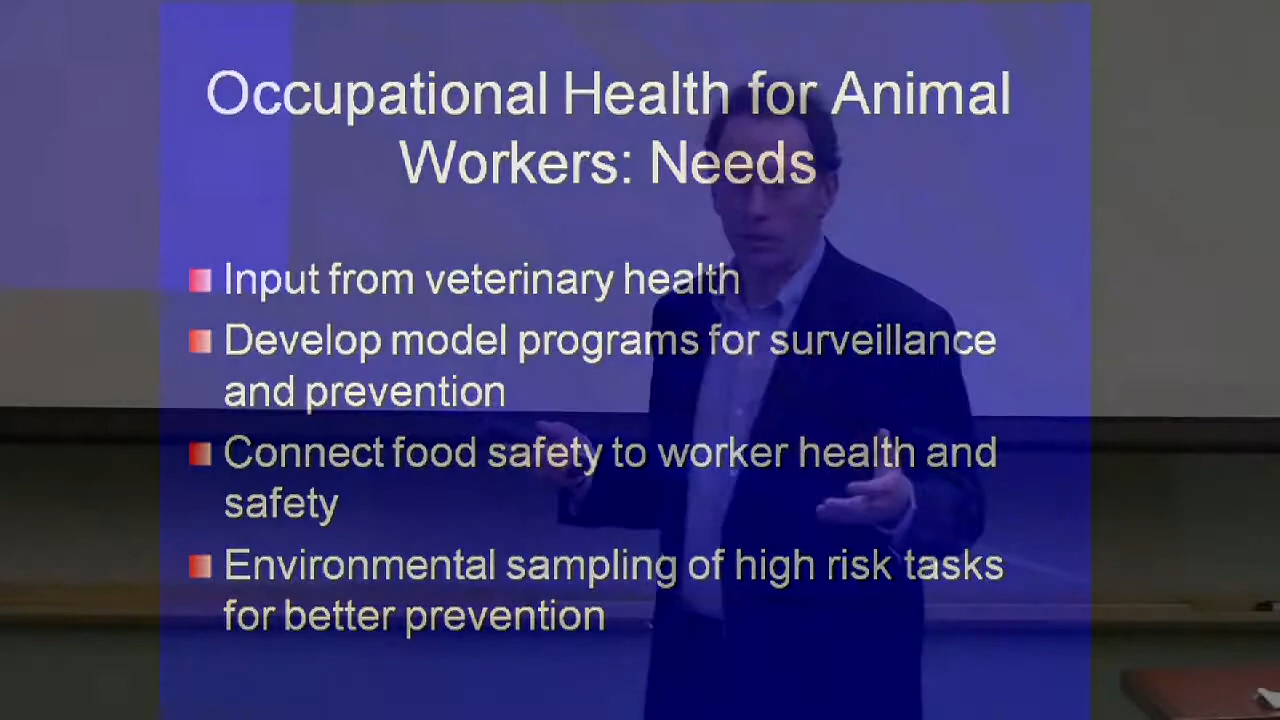 Occupational Health for Animal
Workers: Needs
Input from veterinary health
Develop model programs for surveillance
and prevention
Connect food safety to worker health and
safety
Environmental sampling of high risk tasks
for better prevention